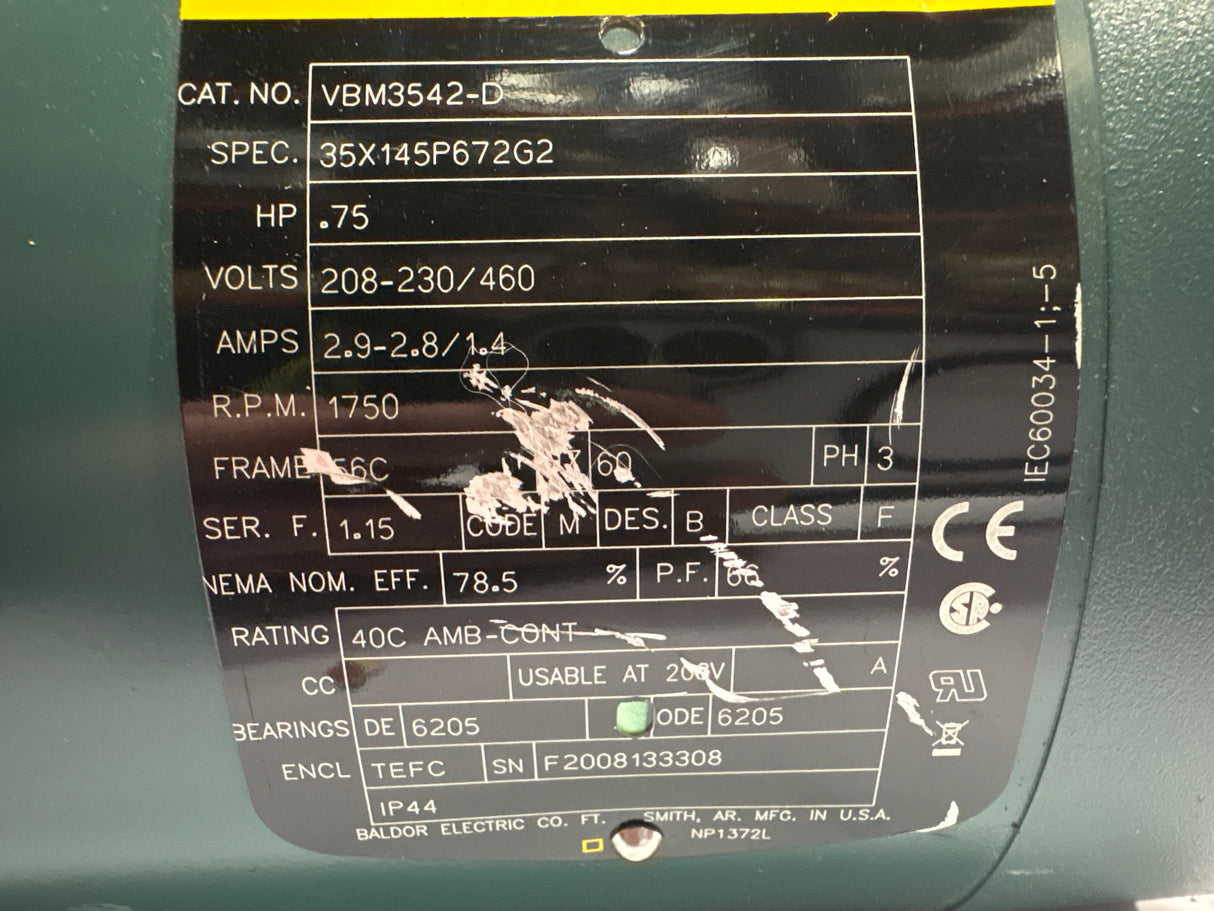 CAT. NO. VBM3542-D
SPEC. 35X145P672G2
HP .75
VOLTS 208-230/460
AMPS 2.9-2.8/1.4
R.P.M. 1750
FRAME 56C 60 PH 3
SER. F. 1.15 CODE M DES. B CLASS F
NEMA NOM. EFF. 78.5 % P.F. 66 %
RATING 40C AMB-CONT
CC USABLE AT 208V A
BEARINGS DE 6205 ODE 6205
ENCL TEFC SN F2008133308
IP44
BALDOR ELECTRIC CO. FT. SMITH, AR. MFG. IN U.S.A.
NP1372L
IEC60034-1;-5
CE